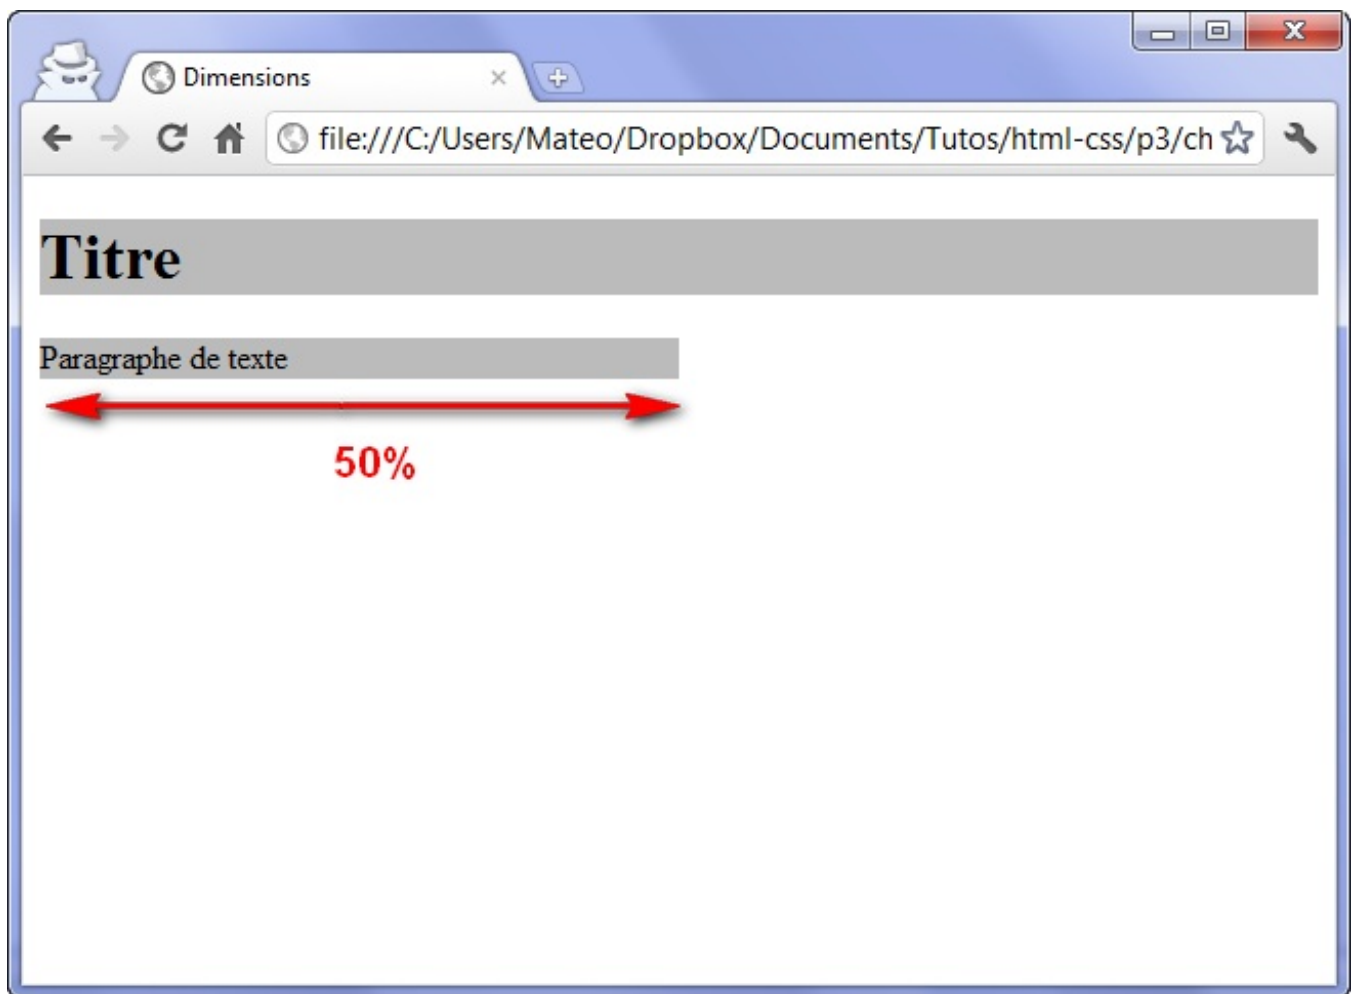 Dimensions
file:///C:/Users/Mateo/Dropbox/Documents/Tutos/html-css/p3/ch
Titre
Paragraphe de texte
50%